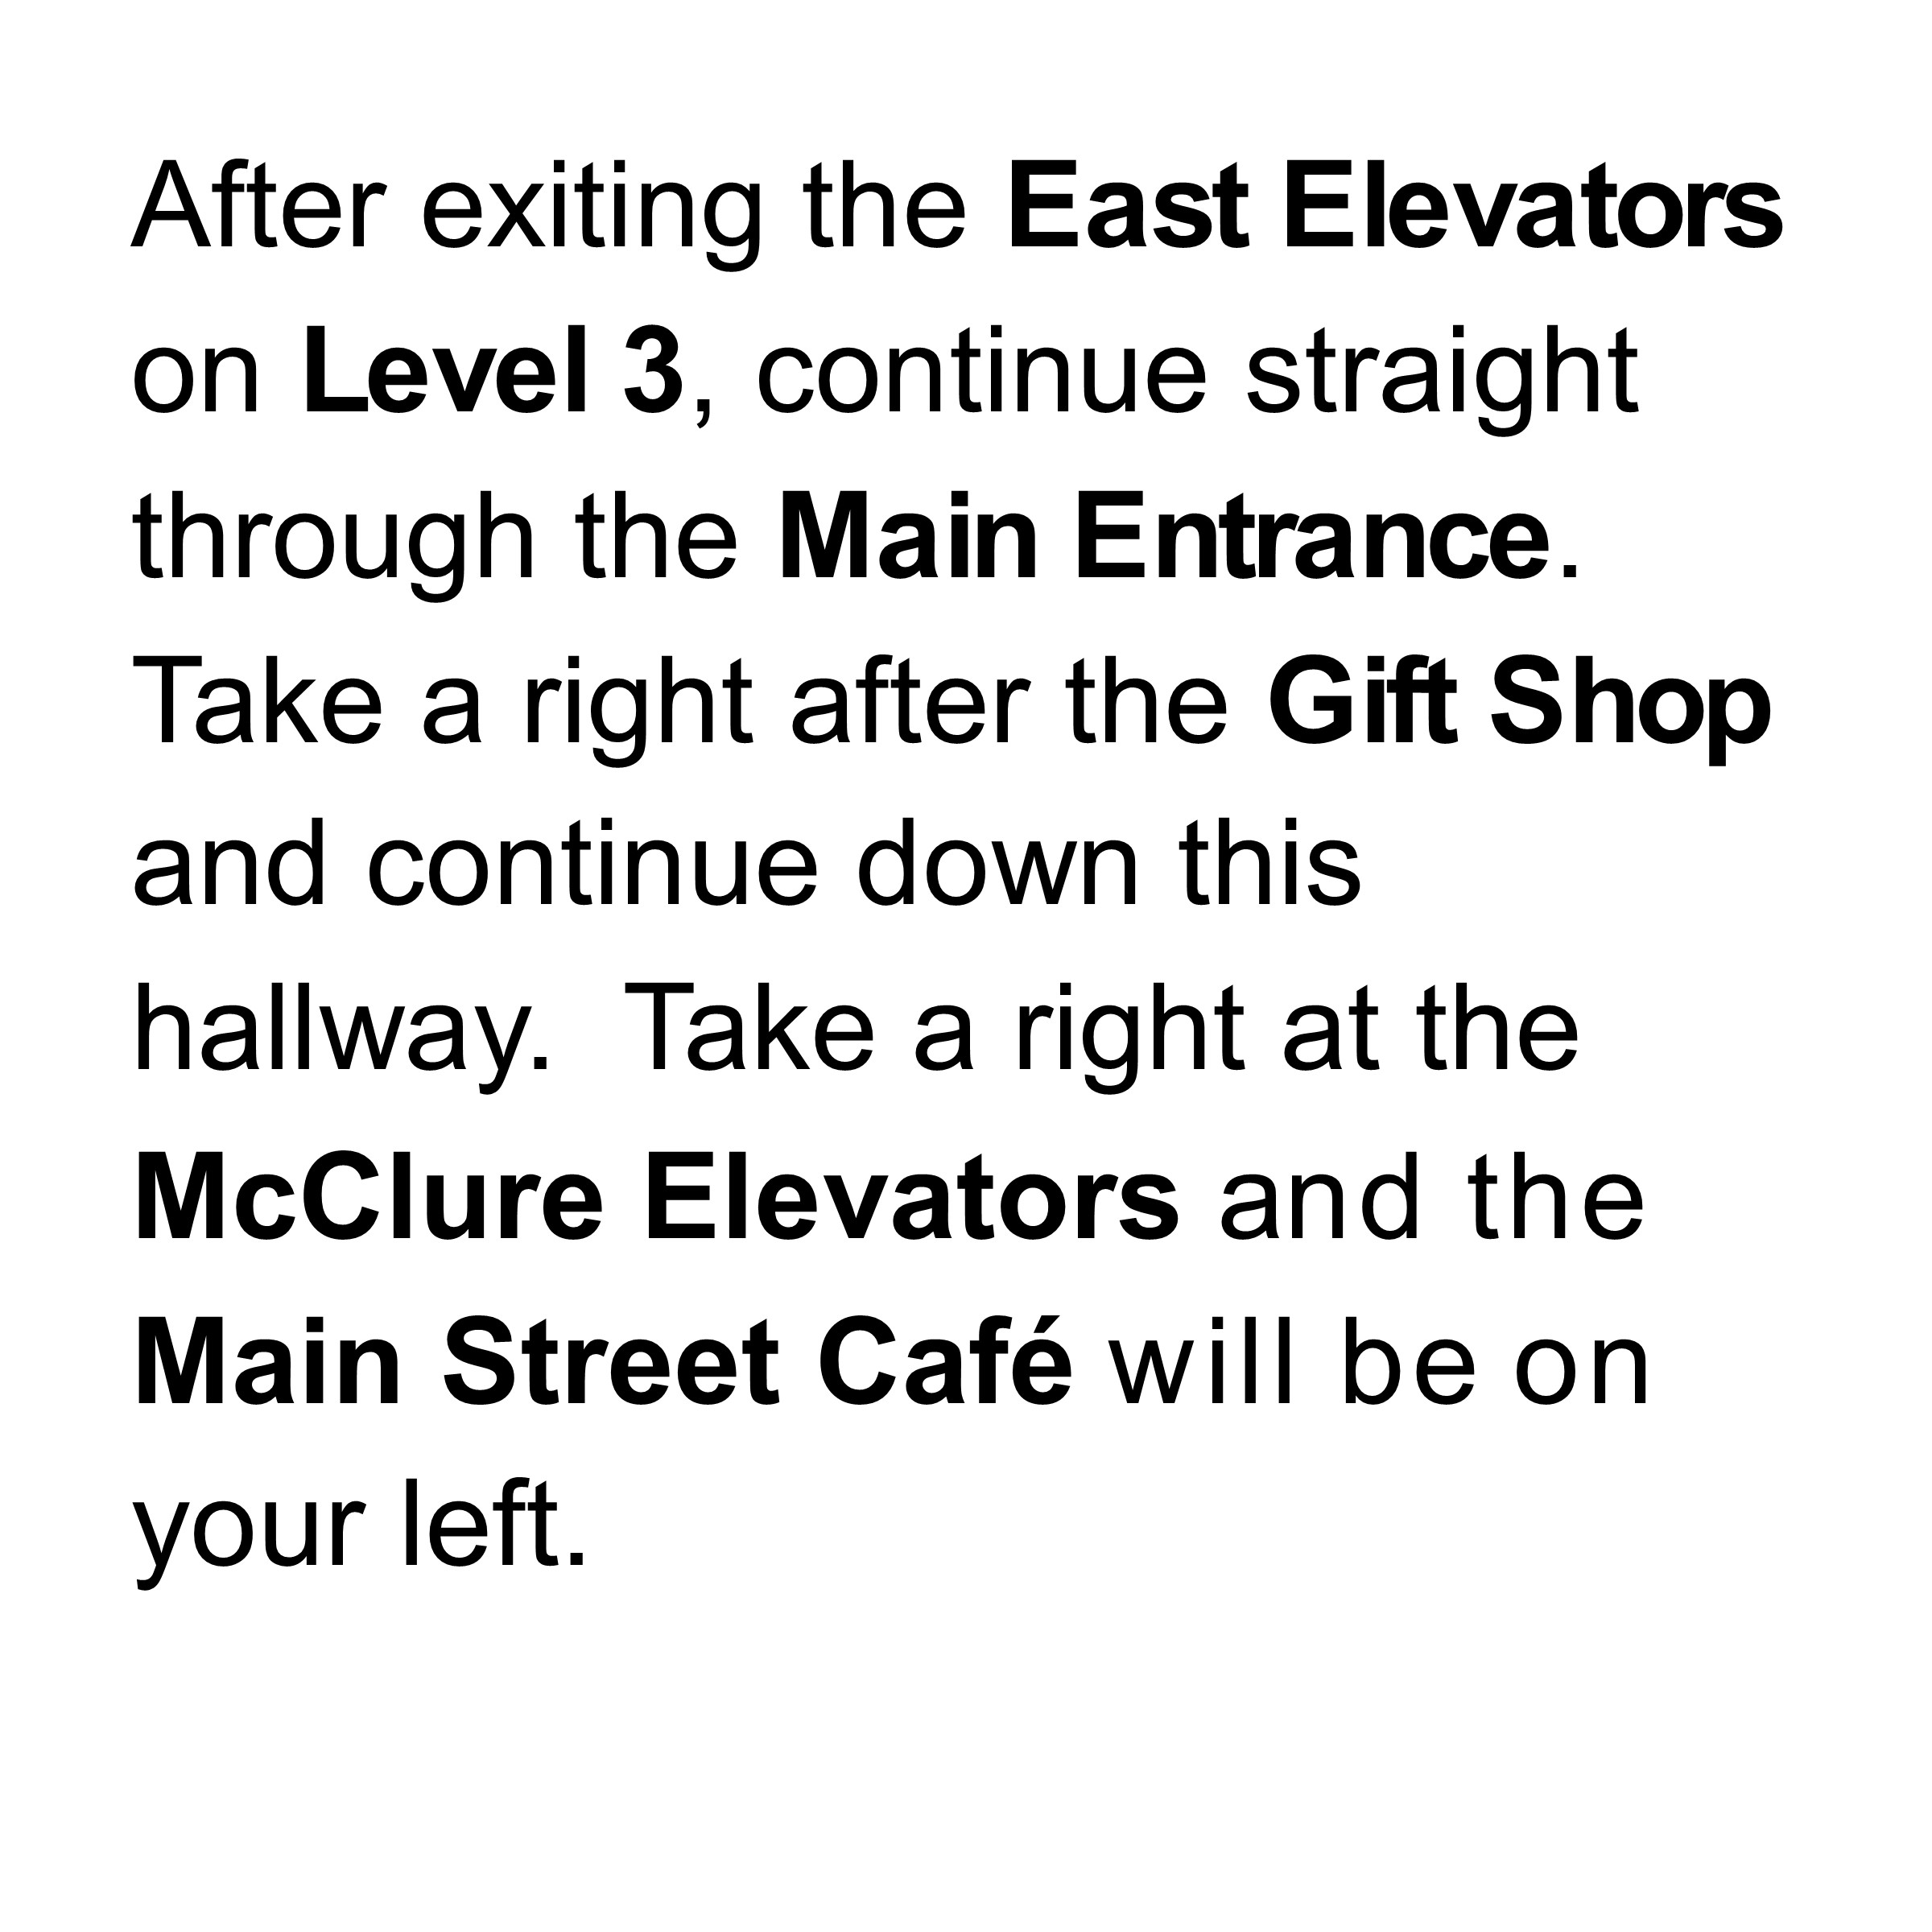 After exiting the East Elevators
on Level 3, continue straight
through the Main Entrance.
Take a right after the Gift Shop
and continue down this
hallway.  Take a right at the
McClure Elevators and the
Main Street Café will be on
your left.